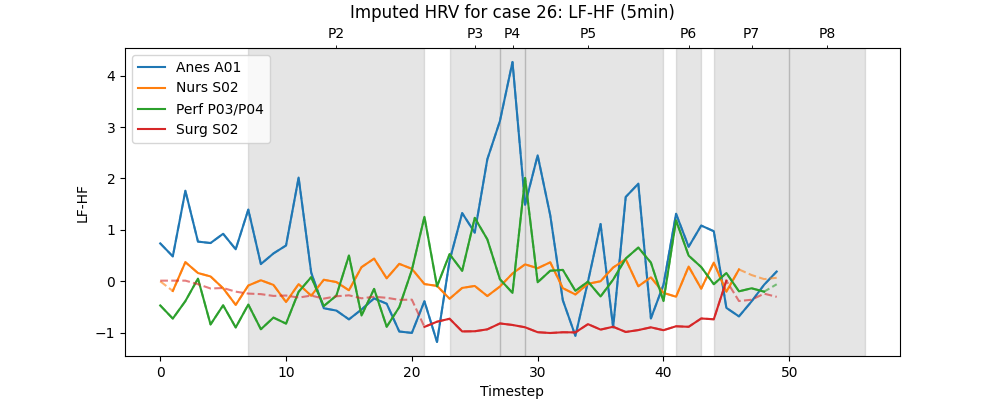 Imputed HRV for case 26: LF-HF (5min)
P2 P3 P4 P5 P6 P7 P8
Anes A01
Nurs S02
Perf P03/P04
Surg S02
LF-HF
4
3
2
1
0
−1
0 10 20 30 40 50
Timestep